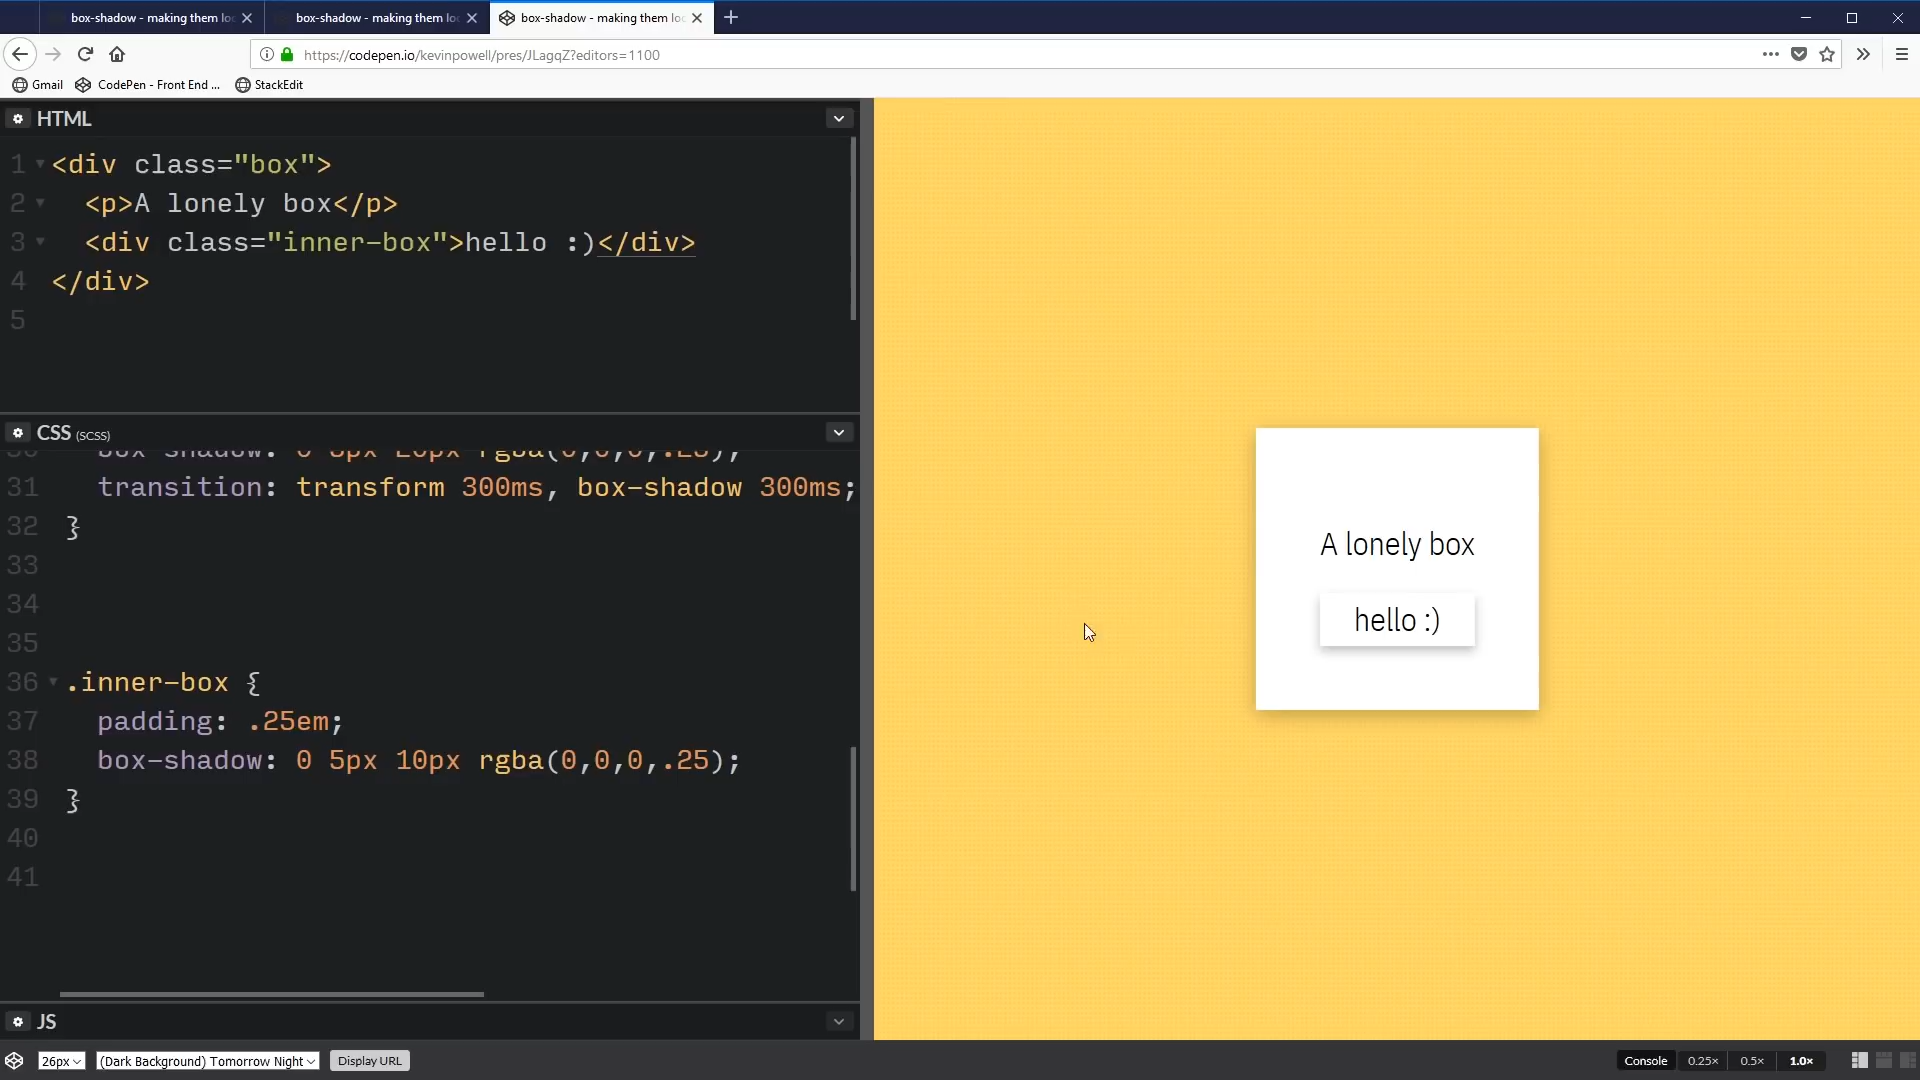 box-shadow - making them lo
box-shadow - making them lo
box-shadow - making them lo
https://codepen.io/kevinpowell/pres/JLagqZ?editors=1100
Gmail
CodePen - Front End ...
StackEdit
HTML
1 <div class="box">
2 <p>A lonely box</p>
3 <div class="inner-box">hello :)</div>
4 </div>
5
CSS (SCSS)
31 transition: transform 300ms, box-shadow 300ms;
32 }
33
34
35
36 .inner-box {
37 padding: .25em;
38 box-shadow: 0 5px 10px rgba(0,0,0,.25);
39 }
40
41
A lonely box
hello :)
JS
26px
(Dark Background) Tomorrow Night
Display URL
Console
0.25×
0.5×
1.0×